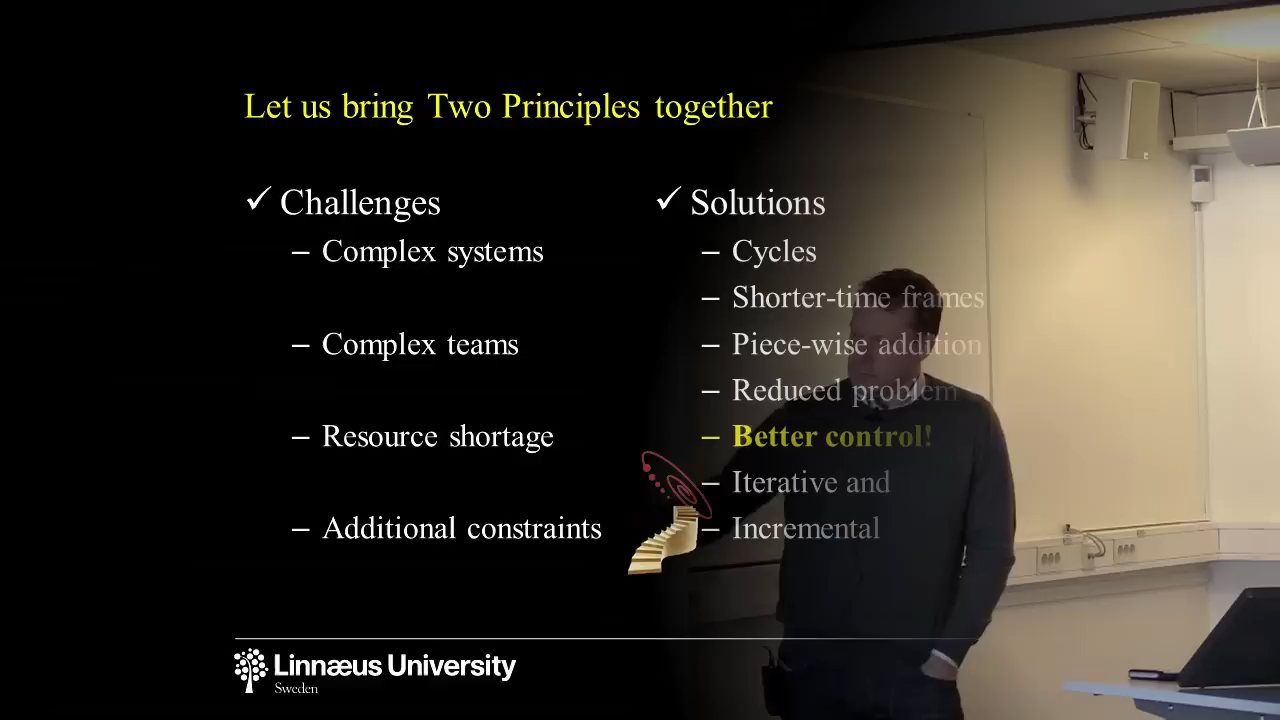 Let us bring Two Principles together
✓ Challenges
– Complex systems
– Complex teams
– Resource shortage
– Additional constraints
✓ Solutions
– Cycles
– Shorter-time frames
– Piece-wise addition
– Reduced problem
– Better control!
– Iterative and
– Incremental
Linnæus University
Sweden